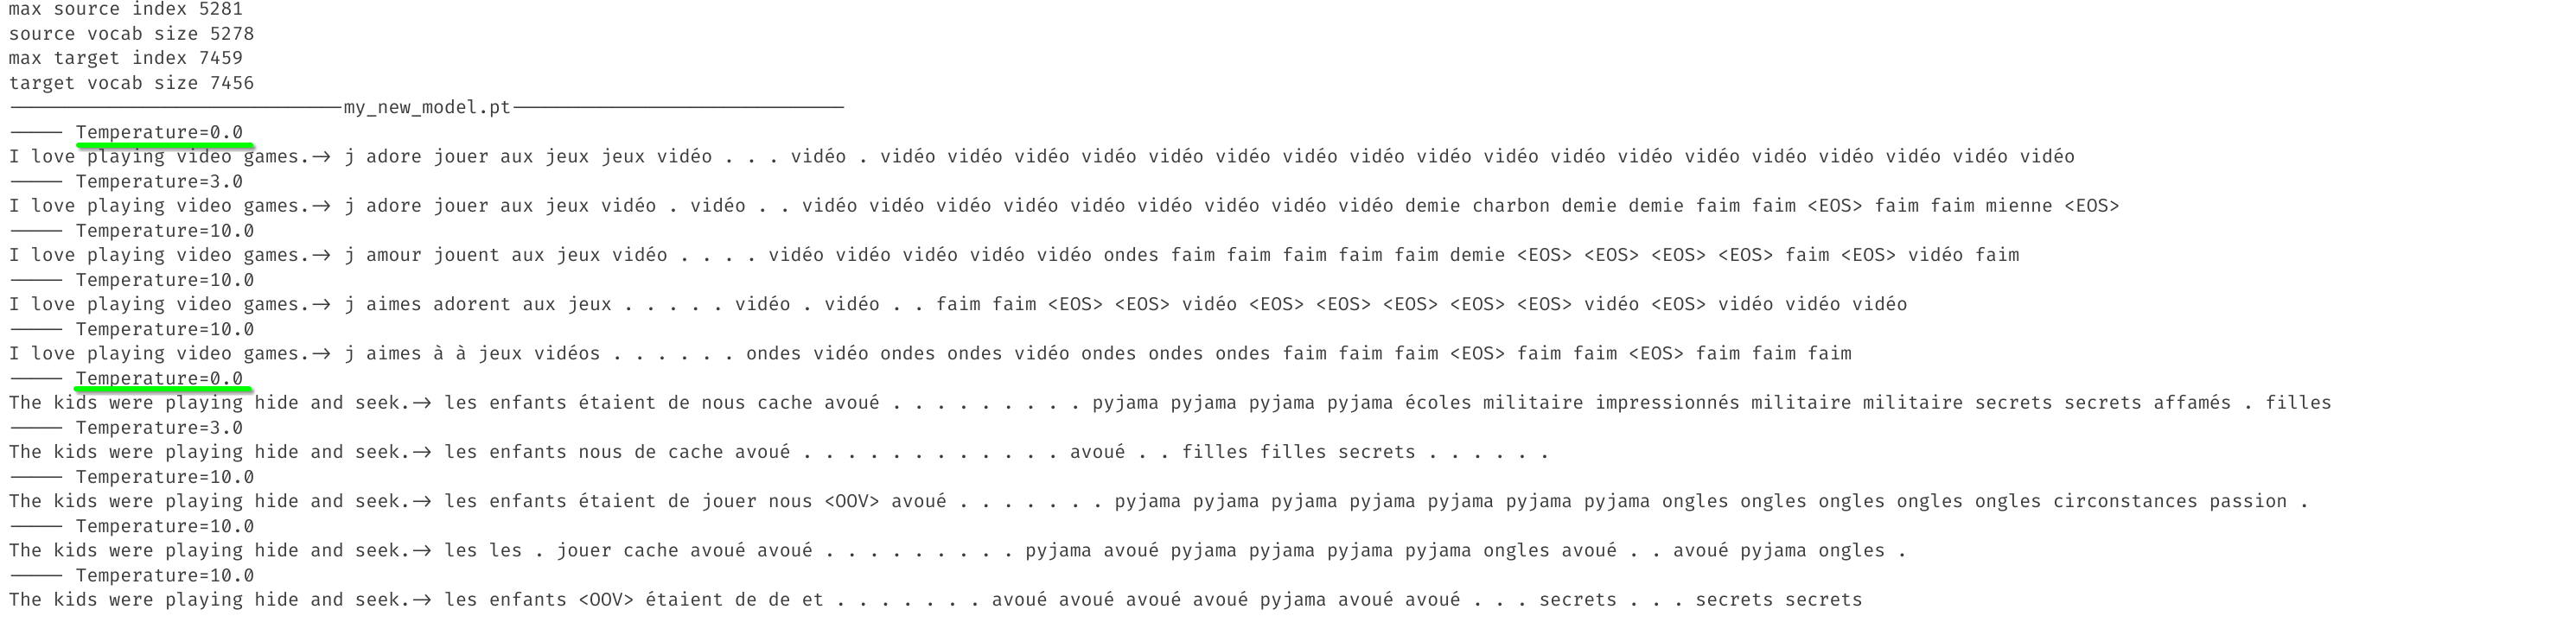 max source index 5281
source vocab size 5278
max target index 7459
target vocab size 7456
——————————————my_new_model.pt——————————————
——— Temperature=0.0
I love playing video games.→ j adore jouer aux jeux jeux vidéo . . . vidéo . vidéo vidéo vidéo vidéo vidéo vidéo vidéo vidéo vidéo vidéo vidéo vidéo vidéo vidéo vidéo vidéo vidéo vidéo
——— Temperature=3.0
I love playing video games.→ j adore jouer aux jeux vidéo . vidéo . . vidéo vidéo vidéo vidéo vidéo vidéo vidéo vidéo vidéo demie charbon demie demie faim faim <EOS> faim faim mienne <EOS>
——— Temperature=10.0
I love playing video games.→ j amour jouent aux jeux vidéo . . . . vidéo vidéo vidéo vidéo vidéo ondes faim faim faim faim faim demie <EOS> <EOS> <EOS> <EOS> faim <EOS> vidéo faim
——— Temperature=10.0
I love playing video games.→ j aimes adorent aux jeux . . . . . vidéo . vidéo . . faim faim <EOS> <EOS> vidéo <EOS> <EOS> <EOS> <EOS> <EOS> vidéo <EOS> vidéo vidéo vidéo
——— Temperature=10.0
I love playing video games.→ j aimes à à jeux vidéos . . . . . . ondes vidéo ondes ondes vidéo ondes ondes ondes faim faim faim <EOS> faim faim <EOS> faim faim faim
——— Temperature=0.0
The kids were playing hide and seek.→ les enfants étaient de nous cache avoué . . . . . . . . . pyjama pyjama pyjama pyjama écoles militaire impressionnés militaire militaire secrets secrets affamés . filles
——— Temperature=3.0
The kids were playing hide and seek.→ les enfants nous de cache avoué . . . . . . . . . . . . avoué . . filles filles secrets . . . . . .
——— Temperature=10.0
The kids were playing hide and seek.→ les enfants étaient de jouer nous <OOV> avoué . . . . . . . pyjama pyjama pyjama pyjama pyjama pyjama pyjama ongles ongles ongles ongles ongles circonstances passion .
——— Temperature=10.0
The kids were playing hide and seek.→ les les . jouer cache avoué avoué . . . . . . . . . pyjama avoué pyjama pyjama pyjama pyjama ongles avoué . . avoué pyjama ongles .
——— Temperature=10.0
The kids were playing hide and seek.→ les enfants <OOV> étaient de de et . . . . . . . avoué avoué avoué avoué pyjama avoué avoué . . . secrets . . . secrets secrets